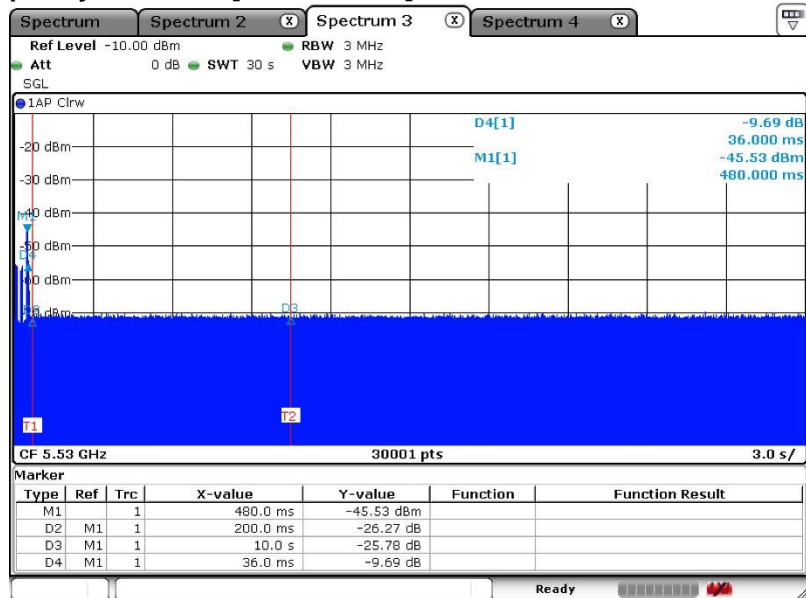 Spectrum Spectrum 2 X Spectrum 3 X Spectrum 4 X
Ref Level -10.00 dBm RBW 3 MHz
Att 0 dB SWT 30 s VBW 3 MHz
SGL
1AP Clrw
D4[1] -9.69 dB
36.000 ms
M1[1] -45.53 dBm
480.000 ms
-20 dBm
-30 dBm
-40 dBm
-50 dBm
D4
-60 dBm
D3
T1
T2
CF 5.53 GHz 30001 pts 3.0 s/
Marker
Type Ref Trc X-value Y-value Function Function Result
M1 1 480.0 ms -45.53 dBm
D2 M1 1 200.0 ms -26.27 dB
D3 M1 1 10.0 s -25.78 dB
D4 M1 1 36.0 ms -9.69 dB
Ready